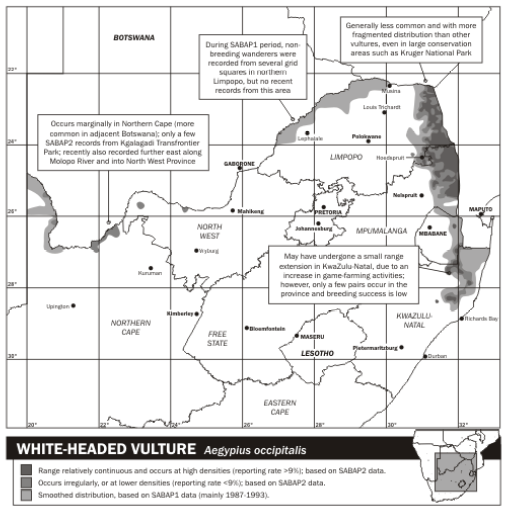 BOTSWANA
During SABAP1 period, non-
breeding wanderers were
recorded from several grid
squares in northern
Limpopo, but no recent
records from this area
Generally less common and with more
fragmented distribution than other
vultures, even in large conservation
areas such as Kruger National Park
22°
Musina
Louis Trichardt
Occurs marginally in Northern Cape (more
common in adjacent Botswana); only a few
SABAP2 records from Kgalagadi Transfrontier
Park; recently also recorded further east along
Molopo River and into North West Province
Lephalale
Polokwane
24°
LIMPOPO
Hoedspruit
GABORONE
Nelspruit
Mahikeng
PRETORIA
MAPUTO
26°
Johannesburg
NORTH
WEST
MPUMALANGA
MBABANE
Vryburg
May have undergone a small range
extension in KwaZulu-Natal, due to an
increase in game-farming activities;
however, only a few pairs occur in the
province and breeding success is low
Kuruman
28°
Upington
Kimberley
NORTHERN
CAPE
FREE
STATE
Bloemfontein
MASERU
LESOTHO
KWAZULU-
NATAL
Richards Bay
Pietermaritzburg
Durban
30°
EASTERN
CAPE
20°
22°
24°
26°
28°
30°
32°
WHITE-HEADED VULTURE Aegypius occipitalis
Range relatively continuous and occurs at high densities (reporting rate >9%); based on SABAP2 data.
Occurs irregularly, or at lower densities (reporting rate <9%); based on SABAP2 data.
Smoothed distribution, based on SABAP1 data (mainly 1987-1993).